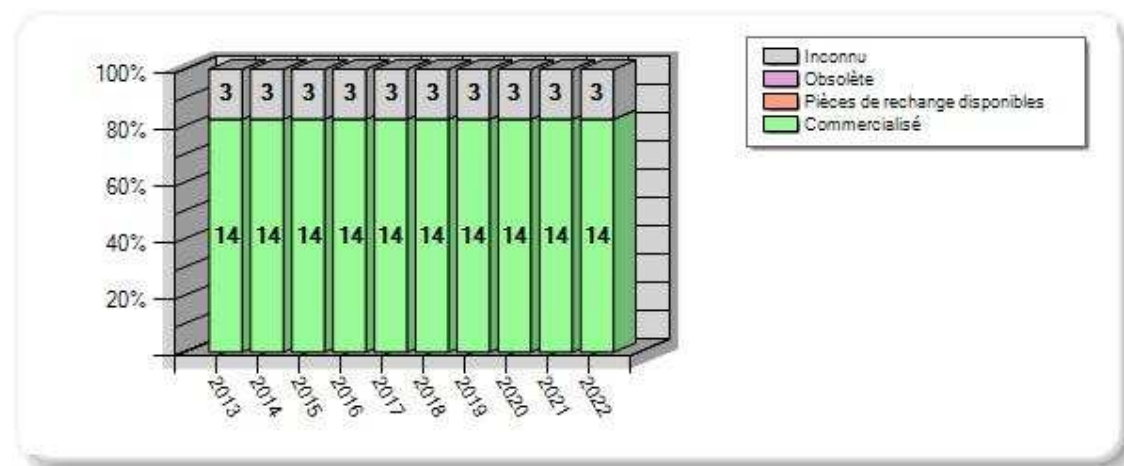 100%
80%
60%
40%
20%
3 3 3 3 3 3 3 3 3 3
14 14 14 14 14 14 14 14 14 14
2013 2014 2015 2016 2017 2018 2019 2020 2021 2022
Inconnu
Obsolète
Pièces de rechange disponibles
Commercialisé